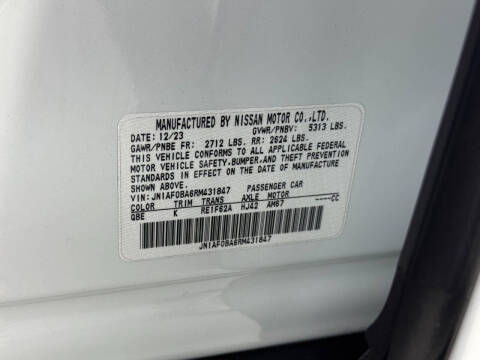 MANUFACTURED BY NISSAN MOTOR CO.,LTD.
DATE: 12/23 GVWR/PNBV: 5313 LBS.
GAWR/PNBE FR: 2712 LBS. RR: 2624 LBS.
THIS VEHICLE CONFORMS TO ALL APPLICABLE FEDERAL
MOTOR VEHICLE SAFETY,BUMPER,AND THEFT PREVENTION
STANDARDS IN EFFECT ON THE DATE OF MANUFACTURE
SHOWN ABOVE.
VIN: JN1AF0BA6RM431847 PASSENGER CAR
COLOR TRIM TRANS AXLE MOTOR
QBE K RE1F62A HJ42 AM67 ----CC
JN1AF0BA6RM431847